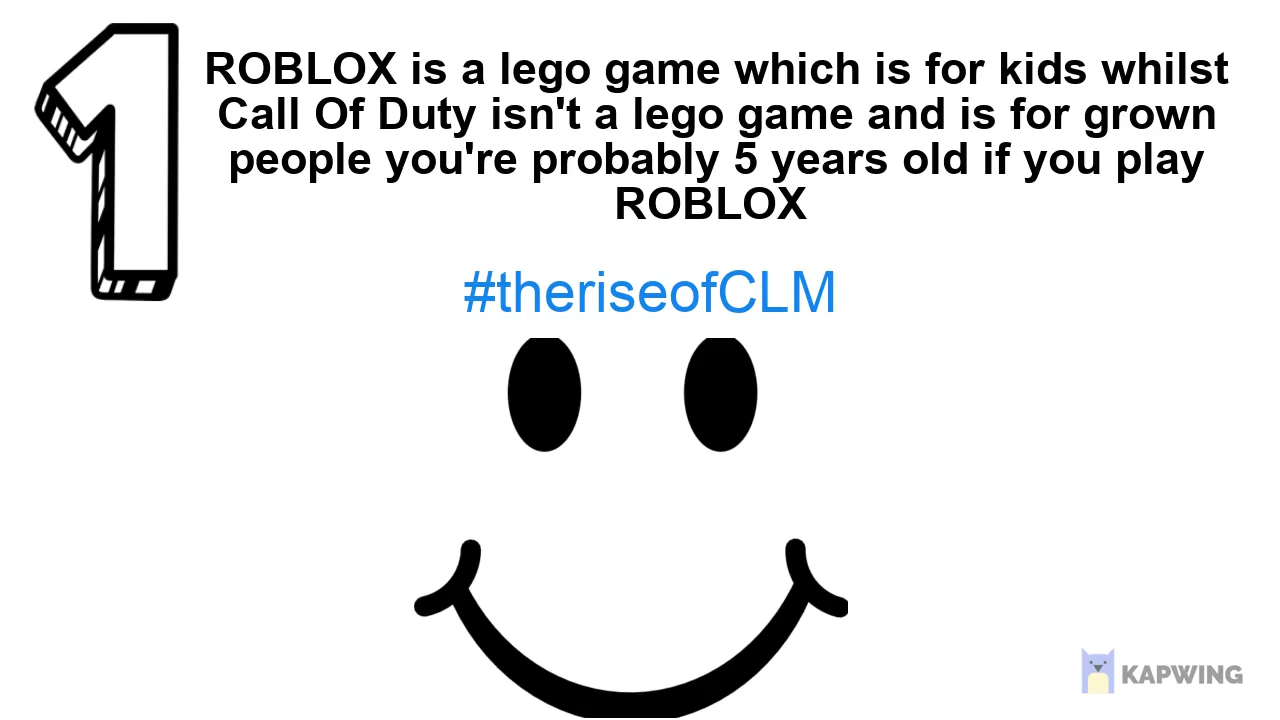 1
ROBLOX is a lego game which is for kids whilst
Call Of Duty isn't a lego game and is for grown
people you're probably 5 years old if you play
ROBLOX
#theriseofCLM
KAPWING